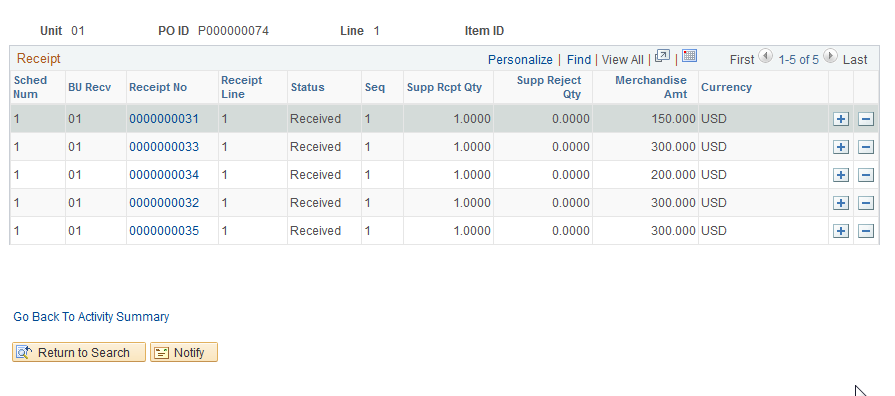 Unit 01 PO ID P000000074 Line 1 Item ID
Receipt Personalize | Find | View All | | First 1-5 of 5 Last
Sched Num BU Recv Receipt No Receipt Line Status Seq Supp Rcpt Qty Supp Reject Qty Merchandise Amt Currency
1 01 0000000031 1 Received 1 1.0000 0.0000 150.000 USD
1 01 0000000033 1 Received 1 1.0000 0.0000 300.000 USD
1 01 0000000034 1 Received 1 1.0000 0.0000 200.000 USD
1 01 0000000032 1 Received 1 1.0000 0.0000 300.000 USD
1 01 0000000035 1 Received 1 1.0000 0.0000 300.000 USD
Go Back To Activity Summary
Return to Search Notify